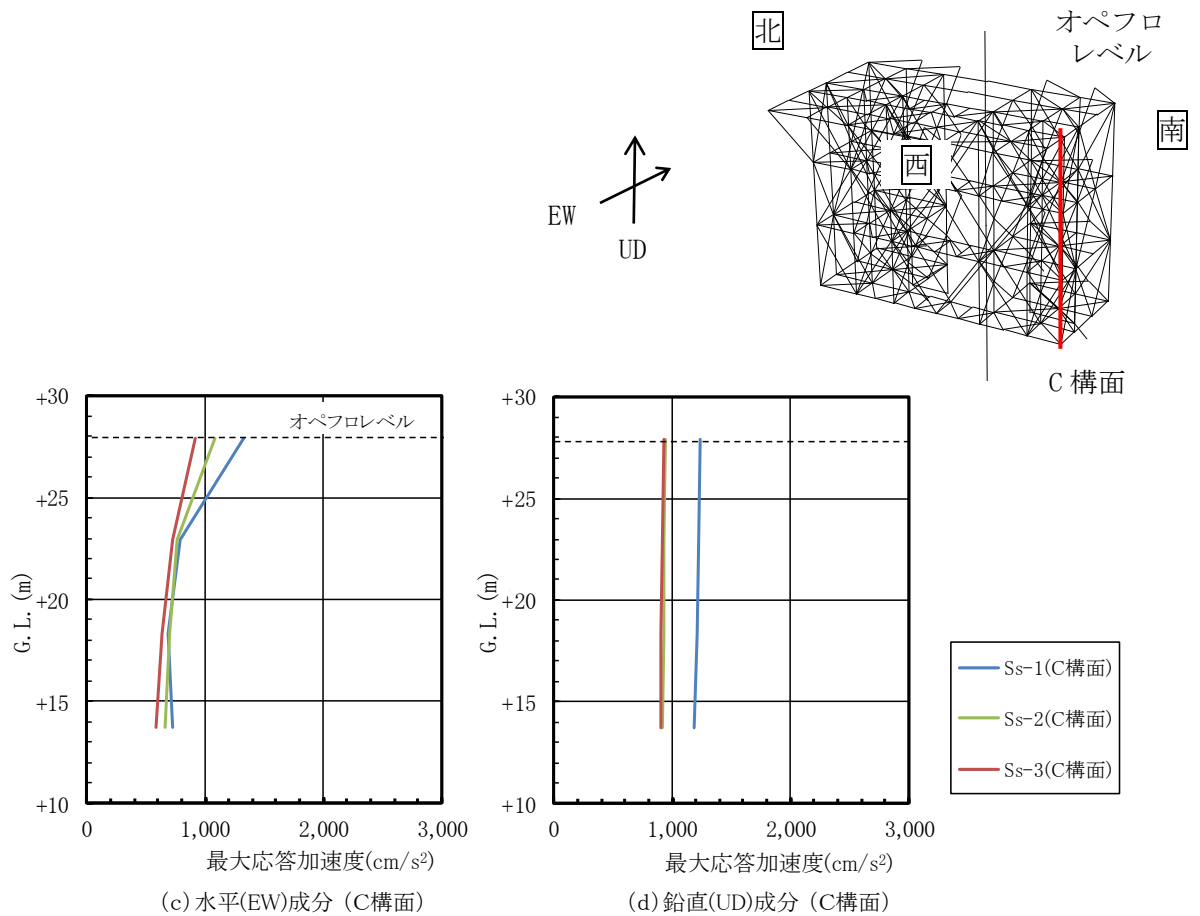 北
オペフロ
レベル
南
西
EW
UD
C 構面
+30
+25
+20
+15
+10
G.L.(m)
オペフロレベル
0
1,000
2,000
3,000
最大応答加速度(cm/s²)
(c)水平(EW)成分（C構面）
+30
+25
+20
+15
+10
G.L.(m)
0
1,000
2,000
3,000
最大応答加速度(cm/s²)
(d)鉛直(UD)成分（C構面）
Ss-1(C構面)
Ss-2(C構面)
Ss-3(C構面)